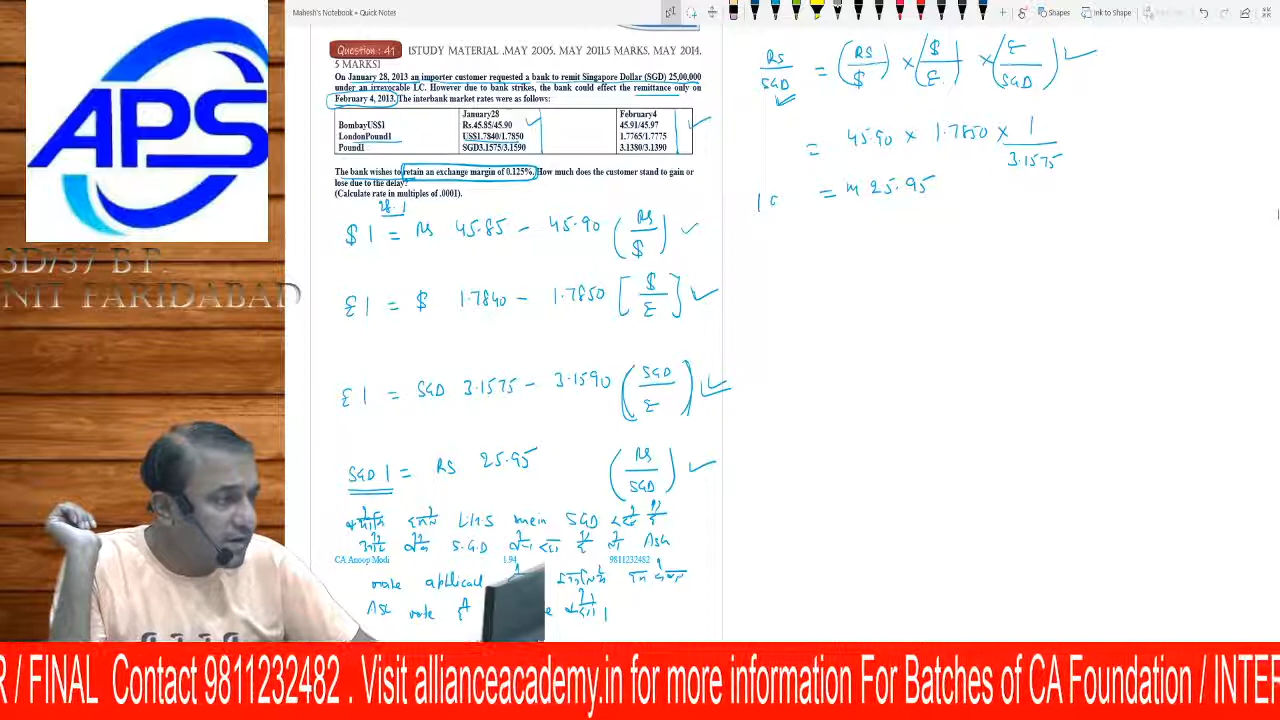 Mahesh's Notebook » Quick Notes
Shapes Ink to Shape
APS
3D/37 B.P.
NIT FARIDABAD
Question : 41 [STUDY MATERIAL ,MAY 2005, MAY 2011,5 MARKS, MAY 2014,
5 MARKS]
On January 28, 2013 an importer customer requested a bank to remit Singapore Dollar (SGD) 25,00,000
under an irrevocable LC. However due to bank strikes, the bank could effect the remittance only on
February 4, 2013. The interbank market rates were as follows:
January28 February4
BombayUS$1 Rs.45.85/45.90 45.91/45.97
LondonPound1 US$1.7840/1.7850 1.7765/1.7775
Pound1 SGD3.1575/3.1590 3.1380/3.1390
The bank wishes to retain an exchange margin of 0.125%. How much does the customer stand to gain or
lose due to the delay?
(Calculate rate in multiples of .0001).
28.1
$ 1 = Rs 45.85 - 45.90 (Rs/$)
£ 1 = $ 1.7840 - 1.7850 [$/£]
£ 1 = SGD 3.1575 - 3.1590 (SGD/£)
SGD 1 = Rs 25.95 (Rs/SGD)
L.H.S mein SGD
S.G.D Ask
CA Anoop Modi 1.94 9811232482
rate
Ask rate
Rs/SGD = (Rs/$) × ($/£) × (£/SGD)
= 45.90 × 1.7850 × 1/3.1575
= 25.95
R / FINAL Contact 9811232482 . Visit allianceacademy.in for more information For Batches of CA Foundation / INTER